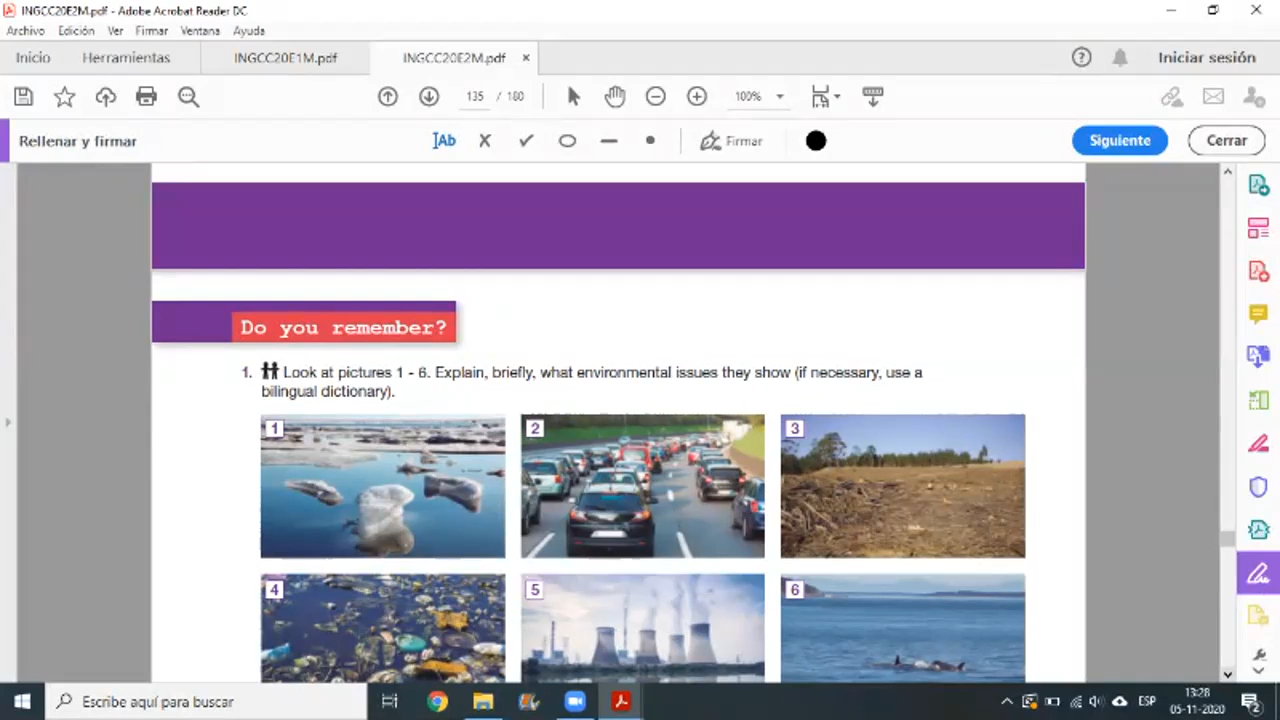 INGCC20E2M.pdf - Adobe Acrobat Reader DC
Archivo Edición Ver Firmar Ventana Ayuda
Inicio Herramientas INGCC20E1M.pdf INGCC20E2M.pdf × Iniciar sesión
135 / 180 100%
Rellenar y firmar Ab Firmar Siguiente Cerrar
Do you remember?
1. Look at pictures 1 - 6. Explain, briefly, what environmental issues they show (if necessary, use a
bilingual dictionary).
1 2 3
4 5 6
Escribe aquí para buscar ESP 13:28
05-11-2020 2